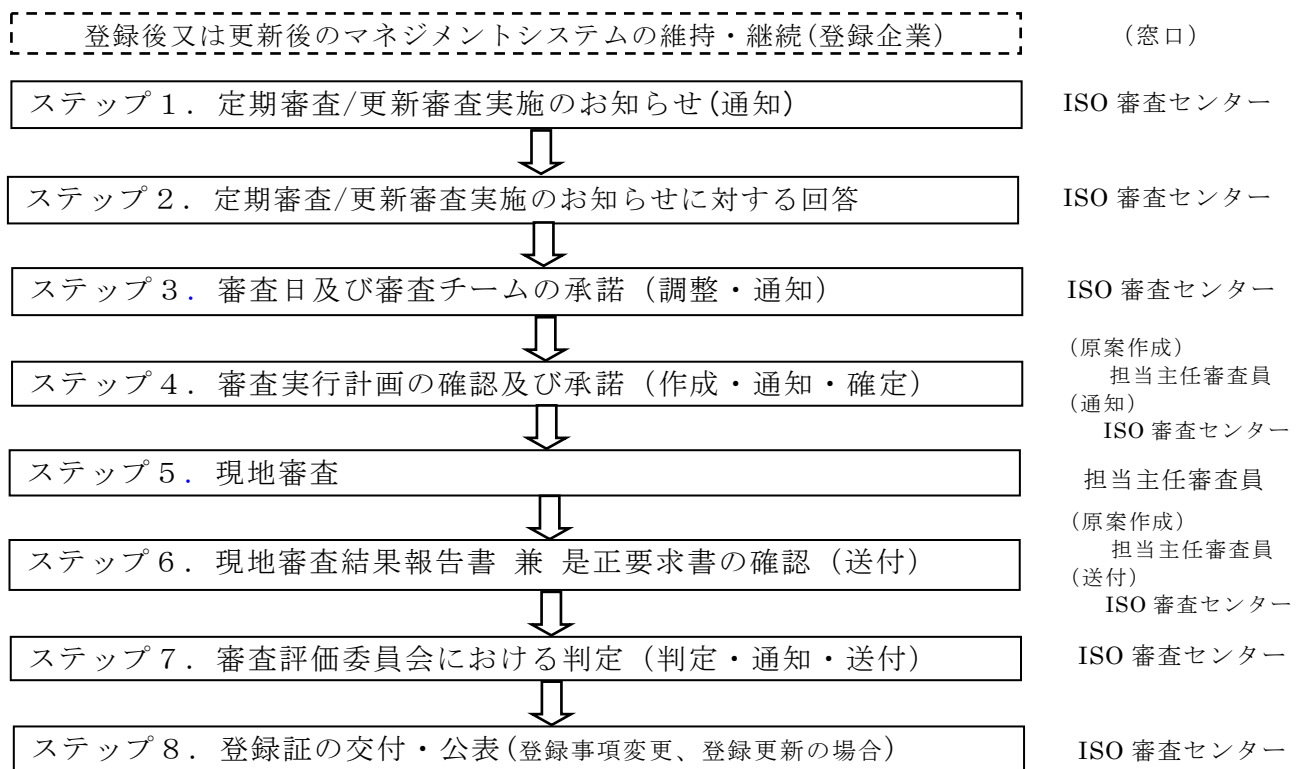 登録後又は更新後のマネジメントシステムの維持・継続(登録企業) (窓口)
ステップ１．定期審査/更新審査実施のお知らせ(通知) ISO 審査センター
ステップ２．定期審査/更新審査実施のお知らせに対する回答 ISO 審査センター
ステップ３．審査日及び審査チームの承諾（調整・通知） ISO 審査センター
ステップ４．審査実行計画の確認及び承諾（作成・通知・確定）
（原案作成）
担当主任審査員
（通知）
ISO 審査センター
ステップ５．現地審査 担当主任審査員
ステップ６．現地審査結果報告書 兼 是正要求書の確認（送付）
（原案作成）
担当主任審査員
（送付）
ISO 審査センター
ステップ７．審査評価委員会における判定（判定・通知・送付） ISO 審査センター
ステップ８．登録証の交付・公表(登録事項変更、登録更新の場合) ISO 審査センター